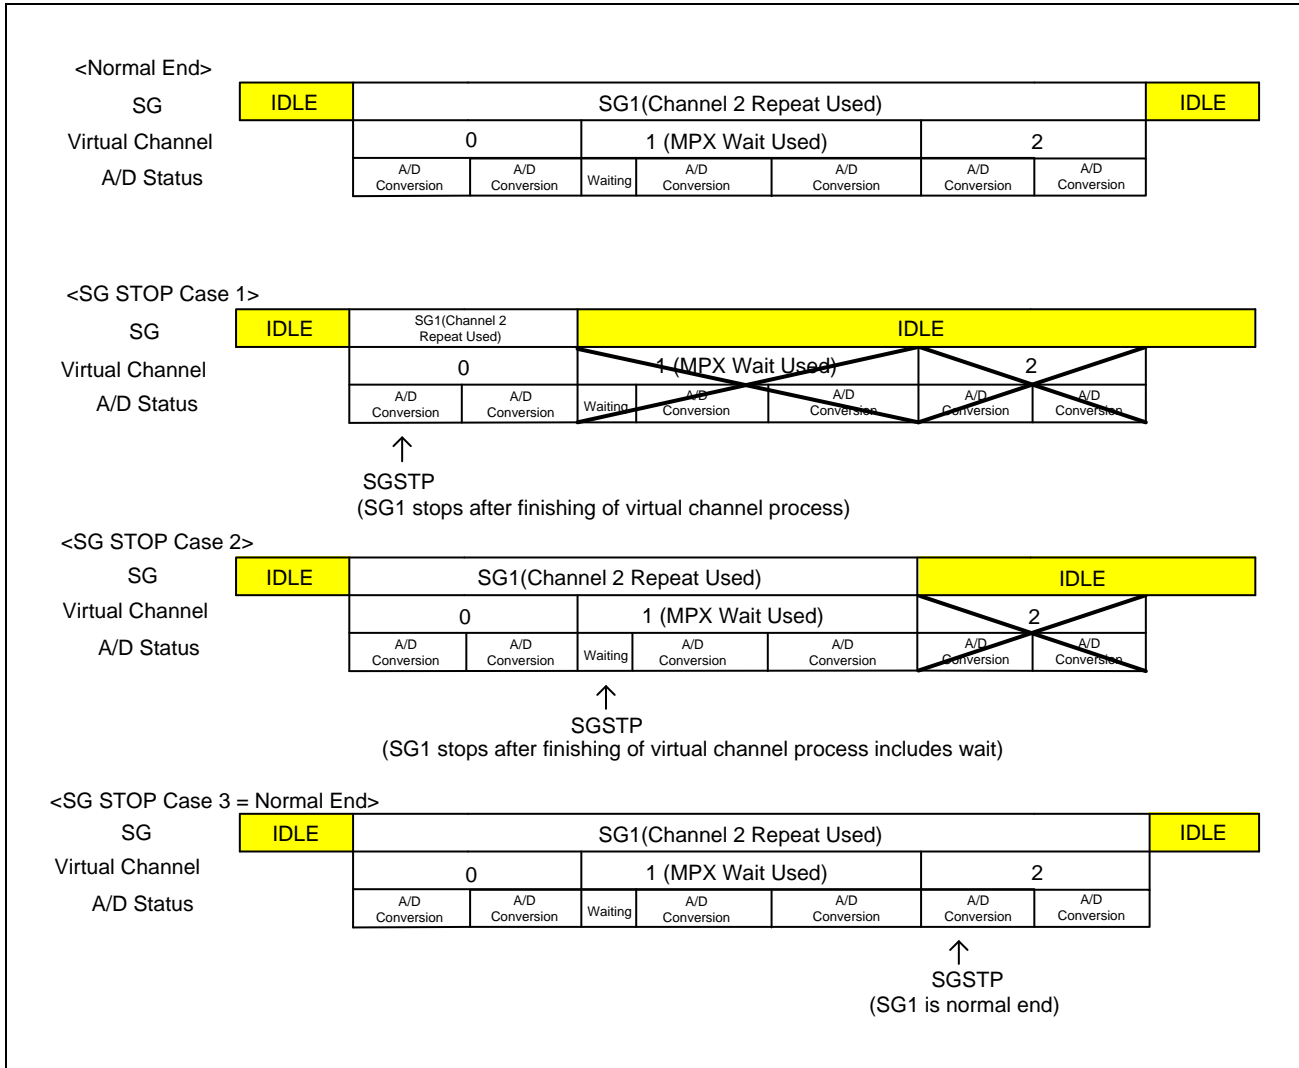 <Normal End>
SG IDLE SG1(Channel 2 Repeat Used) IDLE
Virtual Channel 0 1 (MPX Wait Used) 2
A/D Status A/D Conversion A/D Conversion Waiting A/D Conversion A/D Conversion A/D Conversion A/D Conversion
<SG STOP Case 1>
SG IDLE SG1(Channel 2 Repeat Used) IDLE
Virtual Channel 0 1 (MPX Wait Used) 2
A/D Status A/D Conversion A/D Conversion Waiting A/D Conversion A/D Conversion A/D Conversion A/D Conversion
SGSTP
(SG1 stops after finishing of virtual channel process)
<SG STOP Case 2>
SG IDLE SG1(Channel 2 Repeat Used) IDLE
Virtual Channel 0 1 (MPX Wait Used) 2
A/D Status A/D Conversion A/D Conversion Waiting A/D Conversion A/D Conversion A/D Conversion A/D Conversion
SGSTP
(SG1 stops after finishing of virtual channel process includes wait)
<SG STOP Case 3 = Normal End>
SG IDLE SG1(Channel 2 Repeat Used) IDLE
Virtual Channel 0 1 (MPX Wait Used) 2
A/D Status A/D Conversion A/D Conversion Waiting A/D Conversion A/D Conversion A/D Conversion A/D Conversion
SGSTP
(SG1 is normal end)